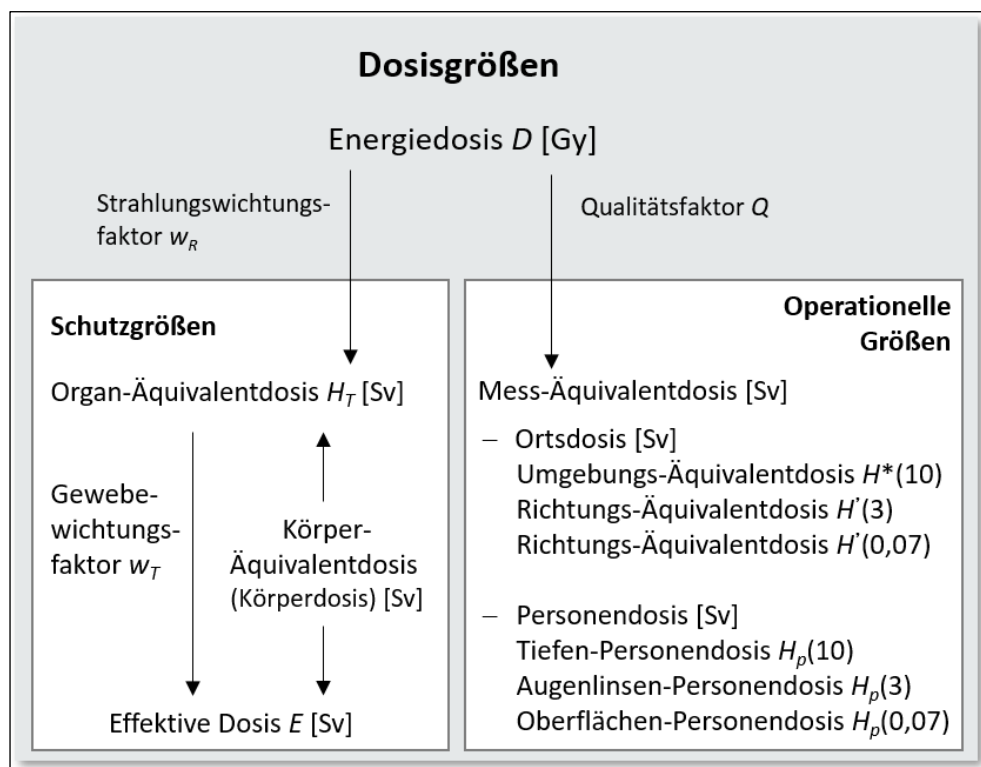 Dosisgrößen
Energiedosis D [Gy]
Strahlungswichtungs-
faktor wR
Qualitätsfaktor Q
Schutzgrößen
Organ-Äquivalentdosis HT [Sv]
Gewebe-
wichtungs-
faktor wT
Körper-
Äquivalentdosis
(Körperdosis) [Sv]
Effektive Dosis E [Sv]
Operationelle
Größen
Mess-Äquivalentdosis [Sv]
– Ortsdosis [Sv]
Umgebungs-Äquivalentdosis H*(10)
Richtungs-Äquivalentdosis H'(3)
Richtungs-Äquivalentdosis H'(0,07)
– Personendosis [Sv]
Tiefen-Personendosis Hp(10)
Augenlinsen-Personendosis Hp(3)
Oberflächen-Personendosis Hp(0,07)